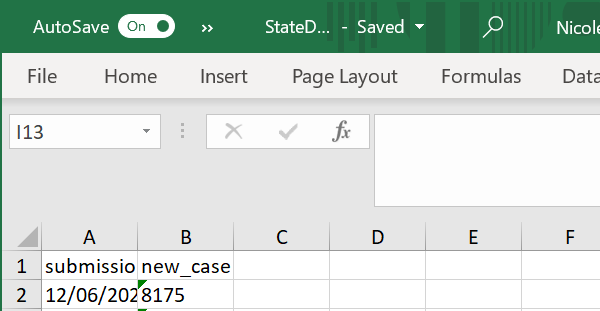 AutoSave On » StateD... - Saved Nicole
File Home Insert Page Layout Formulas Data
I13 fx
A B C D E F
1 submissio new_case
2 12/06/202 8175